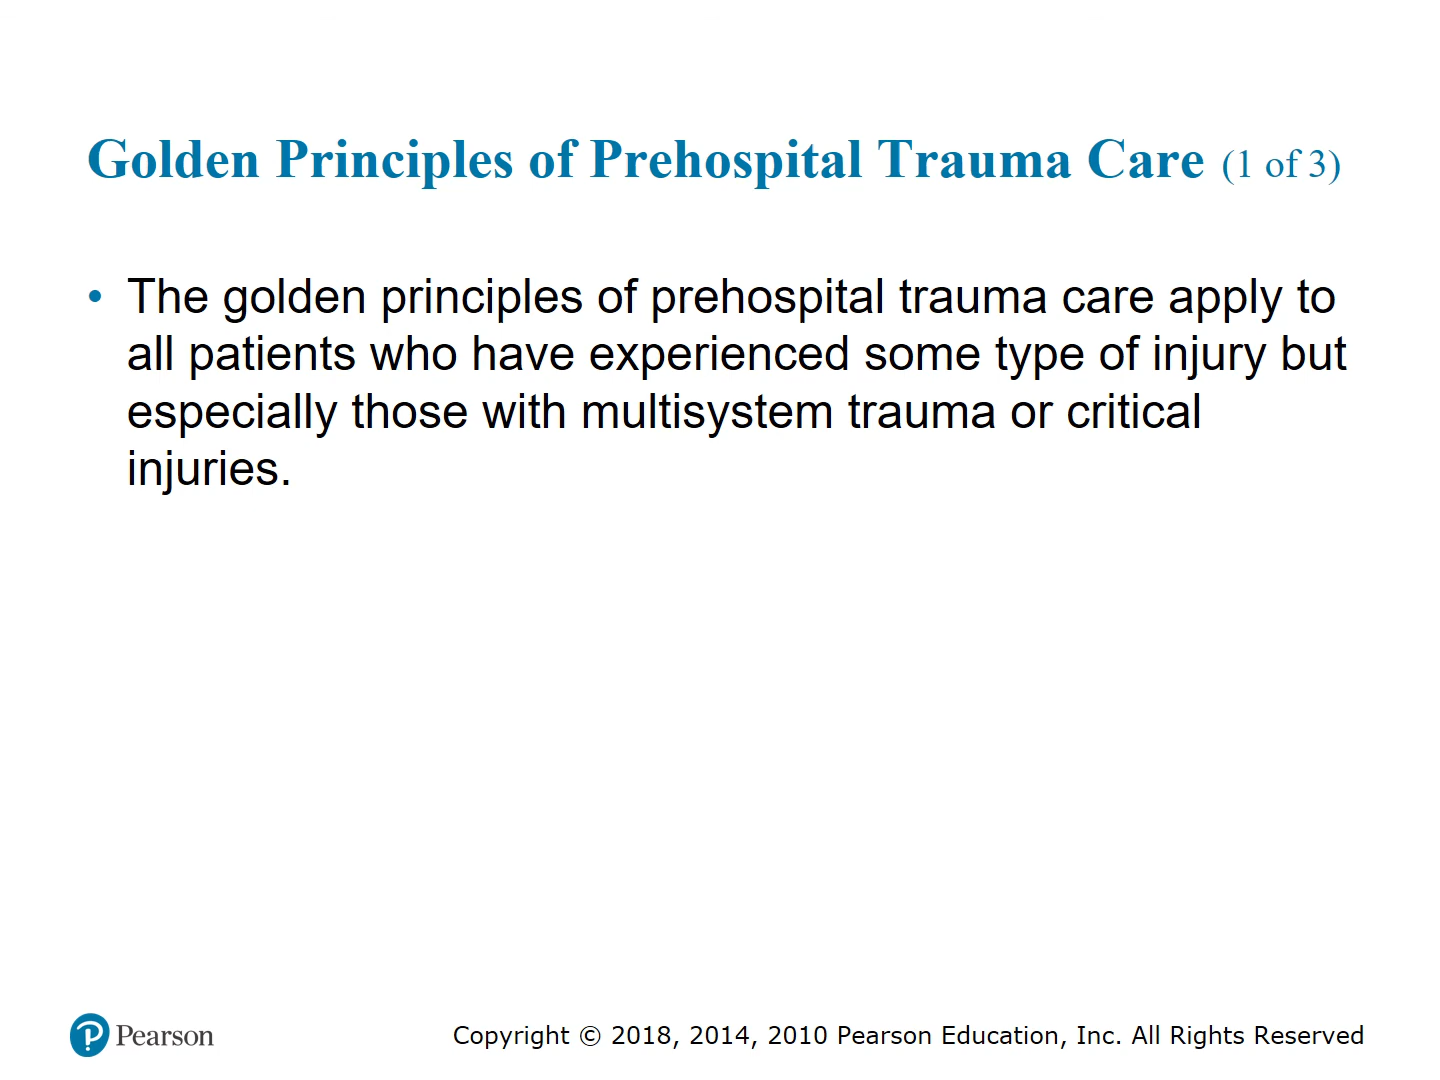 Golden Principles of Prehospital Trauma Care (1 of 3)
• The golden principles of prehospital trauma care apply to
all patients who have experienced some type of injury but
especially those with multisystem trauma or critical
injuries.
Pearson
Copyright © 2018, 2014, 2010 Pearson Education, Inc. All Rights Reserved